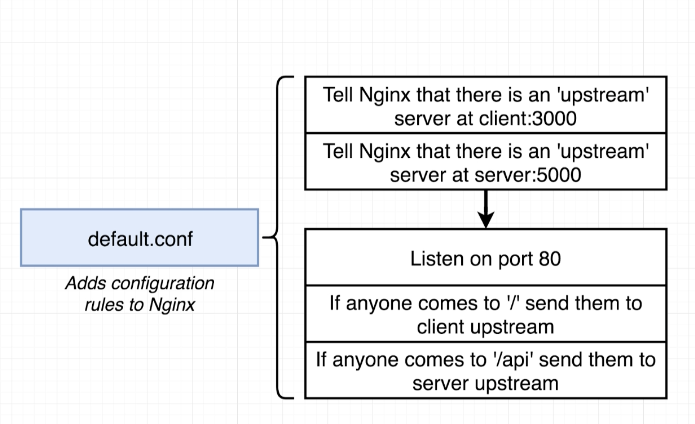 Tell Nginx that there is an 'upstream'
server at client:3000
Tell Nginx that there is an 'upstream'
server at server:5000
default.conf
Adds configuration
rules to Nginx
Listen on port 80
If anyone comes to '/' send them to
client upstream
If anyone comes to '/api' send them to
server upstream